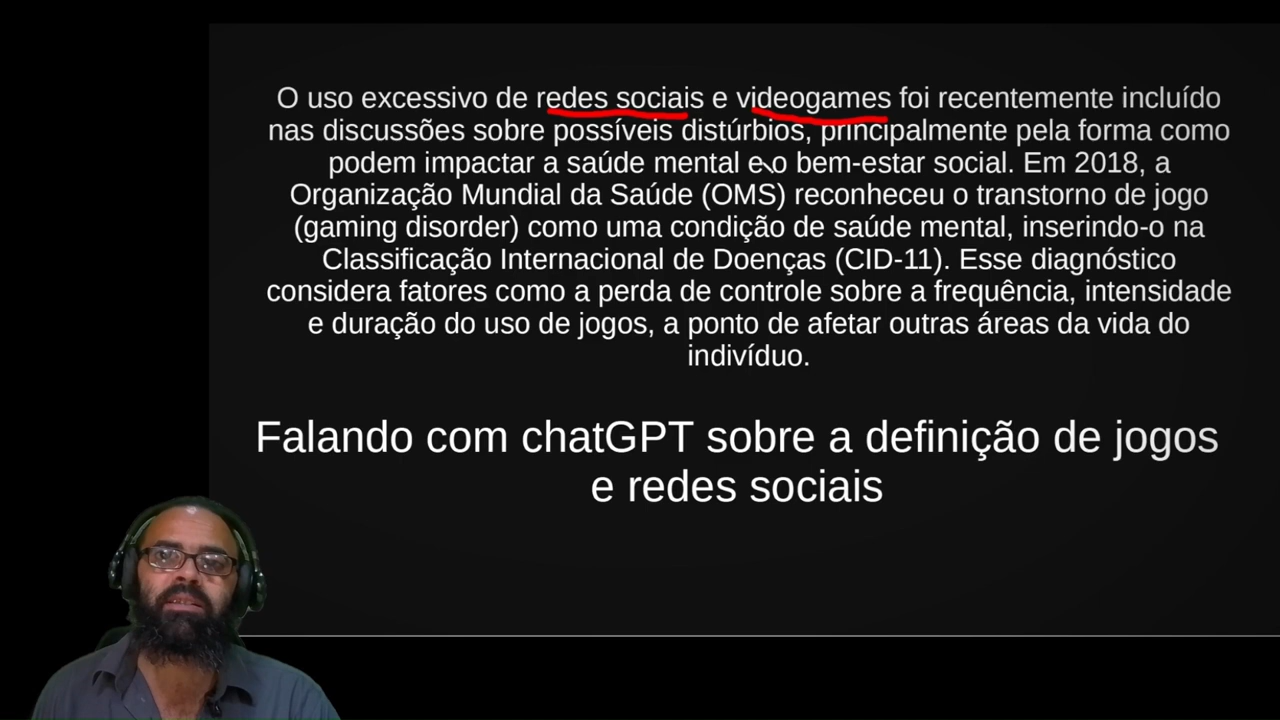 O uso excessivo de redes sociais e videogames foi recentemente incluído
nas discussões sobre possíveis distúrbios, principalmente pela forma como
podem impactar a saúde mental e o bem-estar social. Em 2018, a
Organização Mundial da Saúde (OMS) reconheceu o transtorno de jogo
(gaming disorder) como uma condição de saúde mental, inserindo-o na
Classificação Internacional de Doenças (CID-11). Esse diagnóstico
considera fatores como a perda de controle sobre a frequência, intensidade
e duração do uso de jogos, a ponto de afetar outras áreas da vida do
indivíduo.
Falando com chatGPT sobre a definição de jogos
e redes sociais